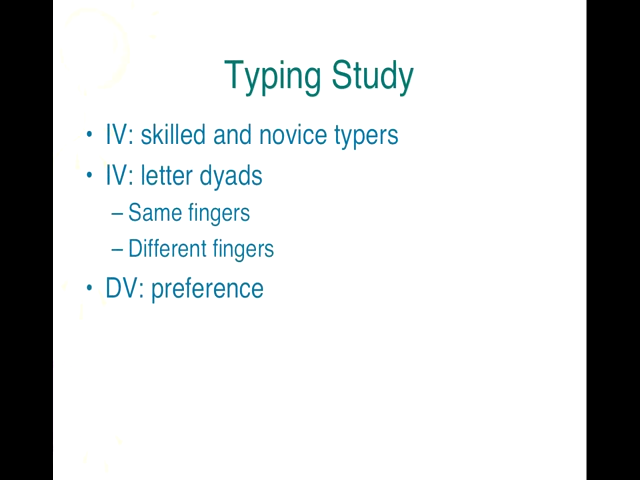 Typing Study
• IV: skilled and novice typers
• IV: letter dyads
– Same fingers
– Different fingers
• DV: preference